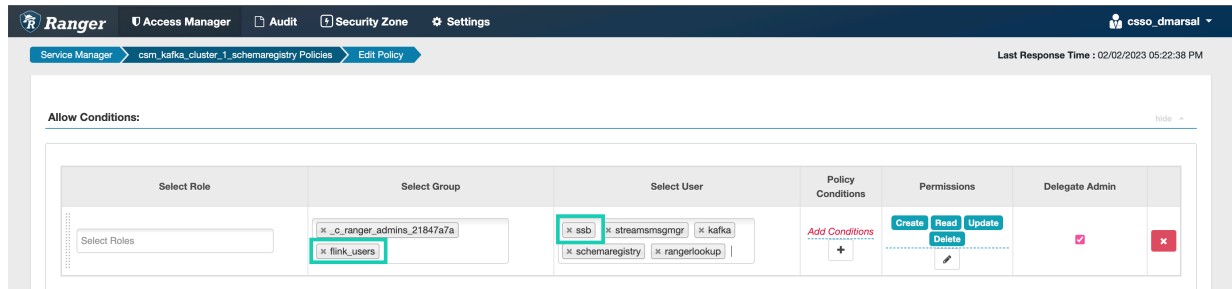 Ranger Access Manager Audit Security Zone Settings csso_dmarsal
Service Manager csm_kafka_cluster_1_schemaregistry Policies Edit Policy Last Response Time : 02/02/2023 05:22:38 PM
Allow Conditions: hide
Select Role Select Group Select User Policy Conditions Permissions Delegate Admin
Select Roles
× _c_ranger_admins_21847a7a
× flink_users
× ssb × streamsmsgmgr × kafka
× schemaregistry × rangerlookup
Add Conditions
+
Create Read Update
Delete
×